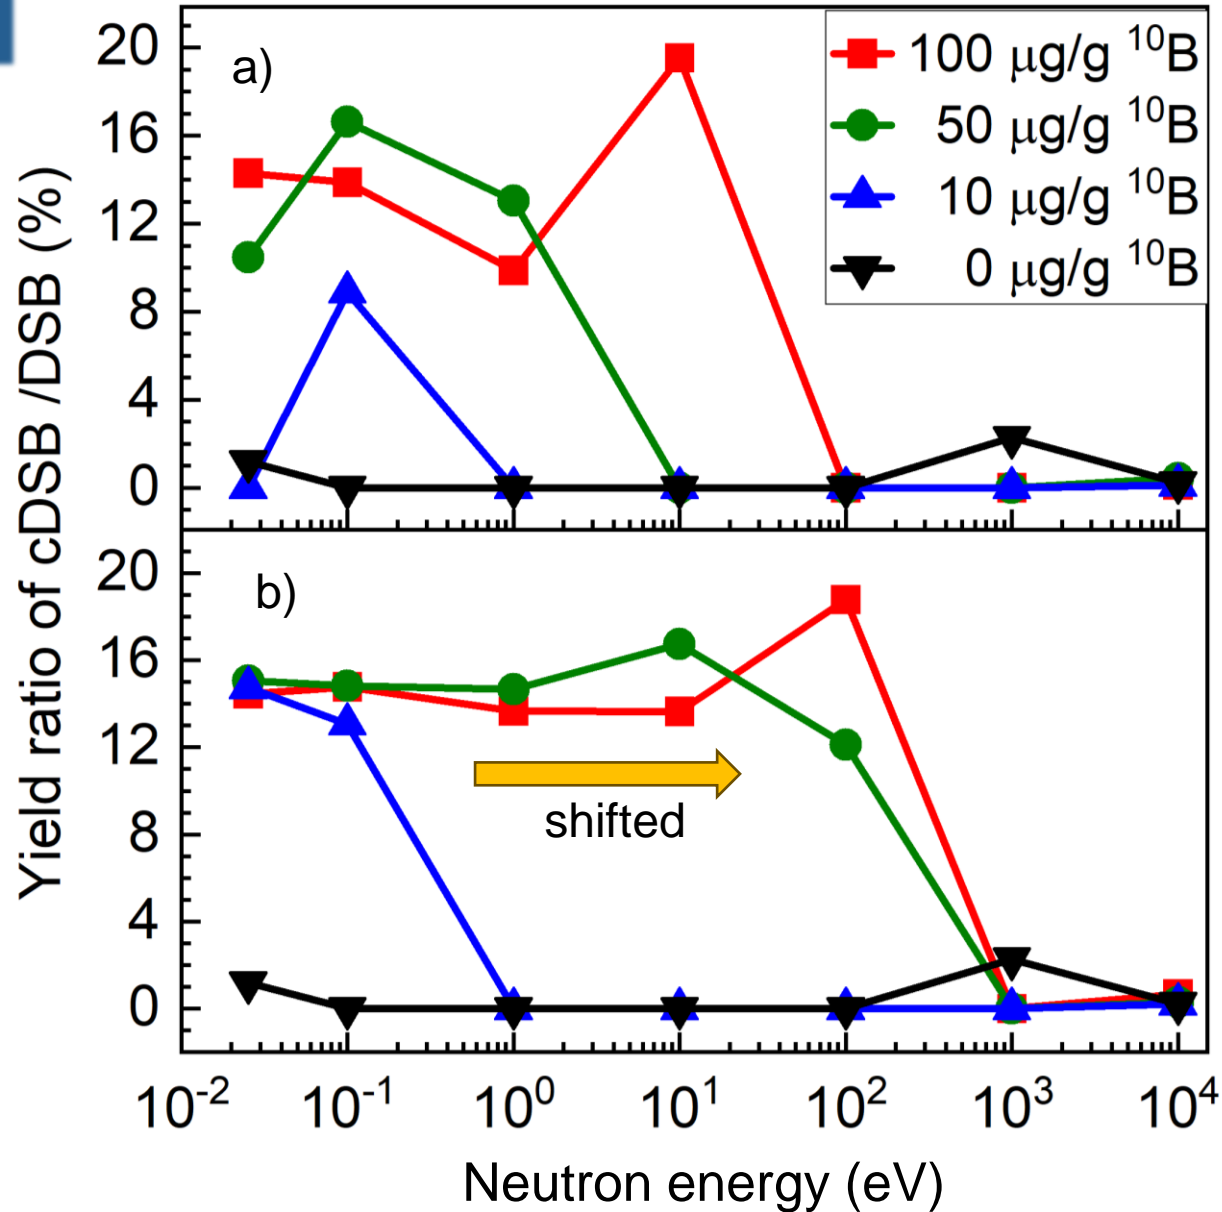 a)
100 µg/g ¹⁰B
50 µg/g ¹⁰B
10 µg/g ¹⁰B
0 µg/g ¹⁰B
20
16
12
8
4
0
Yield ratio of cDSB /DSB (%)
b)
20
16
12
8
4
0
shifted
10⁻² 10⁻¹ 10⁰ 10¹ 10² 10³ 10⁴
Neutron energy (eV)